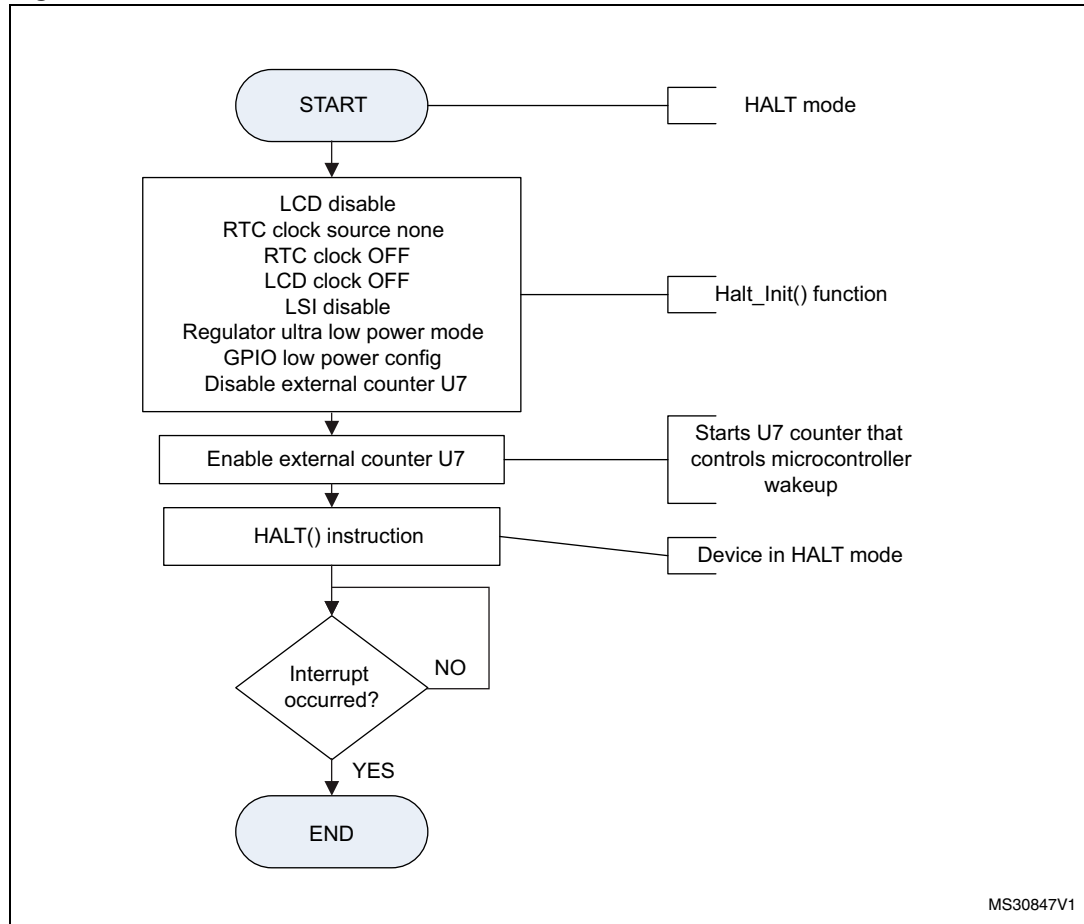 START
HALT mode
LCD disable
RTC clock source none
RTC clock OFF
LCD clock OFF
LSI disable
Regulator ultra low power mode
GPIO low power config
Disable external counter U7
Halt_Init() function
Enable external counter U7
Starts U7 counter that
controls microcontroller
wakeup
HALT() instruction
Device in HALT mode
Interrupt
occurred?
NO
YES
END
MS30847V1